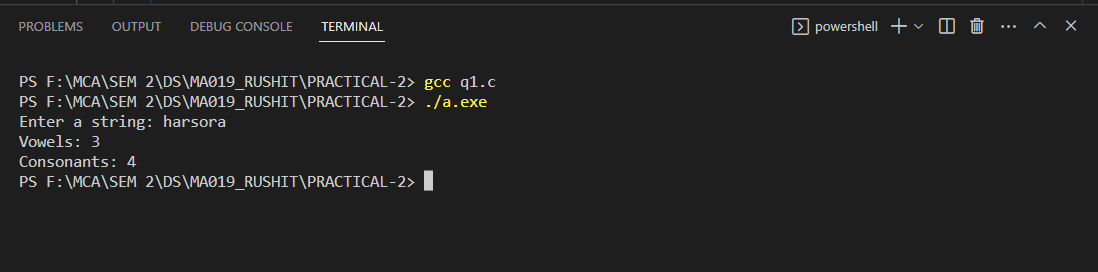 PROBLEMS OUTPUT DEBUG CONSOLE TERMINAL powershell
PS F:\MCA\SEM 2\DS\MA019_RUSHIT\PRACTICAL-2> gcc q1.c
PS F:\MCA\SEM 2\DS\MA019_RUSHIT\PRACTICAL-2> ./a.exe
Enter a string: harsora
Vowels: 3
Consonants: 4
PS F:\MCA\SEM 2\DS\MA019_RUSHIT\PRACTICAL-2>